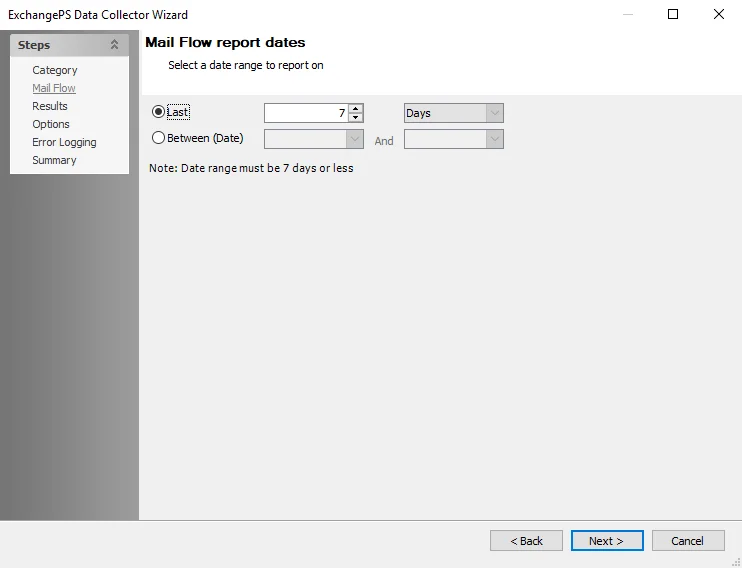 ExchangePS Data Collector Wizard
Steps
Category
Mail Flow
Results
Options
Error Logging
Summary
Mail Flow report dates
Select a date range to report on
Last 7 Days
Between (Date) And
Note: Date range must be 7 days or less
< Back Next > Cancel